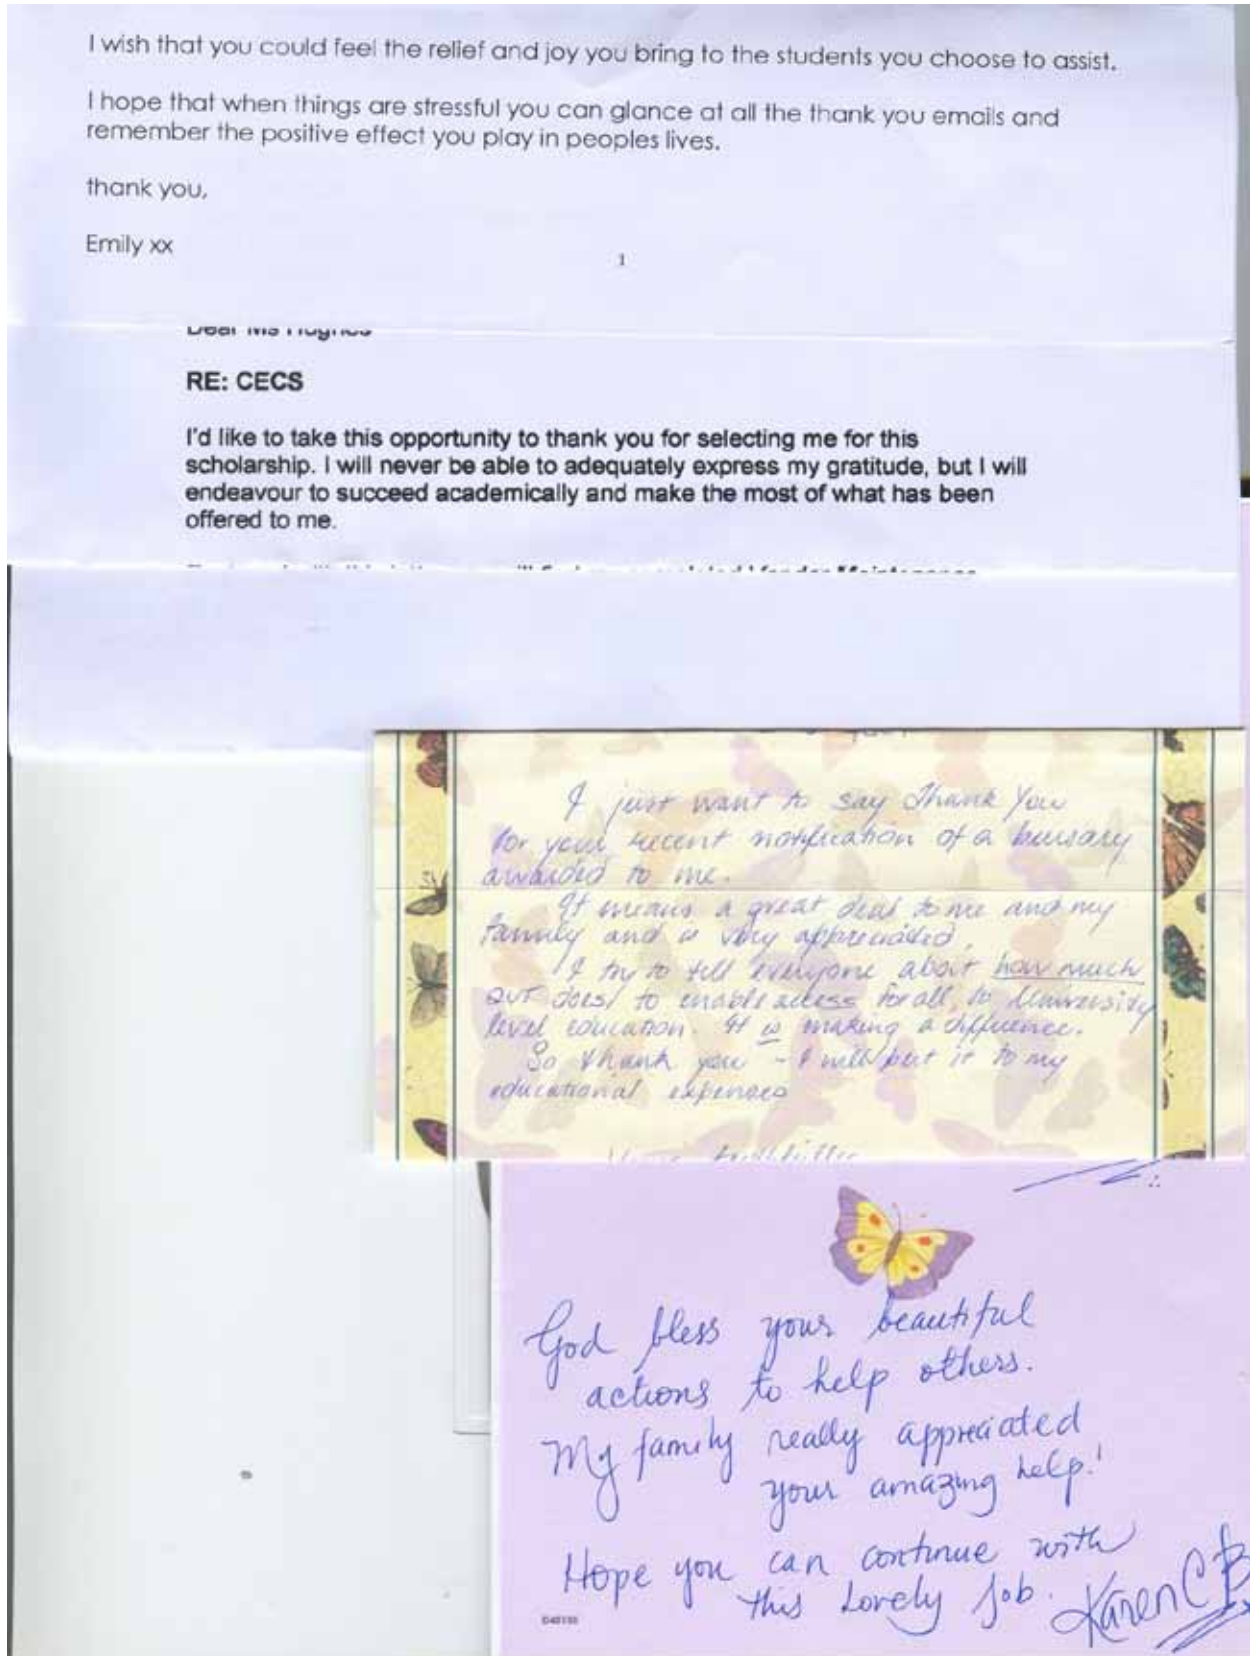 I wish that you could feel the relief and joy you bring to the students you choose to assist.
I hope that when things are stressful you can glance at all the thank you emails and
remember the positive effect you play in peoples lives.
thank you,
Emily xx
1
Dear Ms Hughes
RE: CECS
I'd like to take this opportunity to thank you for selecting me for this
scholarship. I will never be able to adequately express my gratitude, but I will
endeavour to succeed academically and make the most of what has been
offered to me.
I just want to say Thank You
for your recent notification of a bursary
awarded to me.
It means a great deal to me and my
family and is very appreciated.
I try to tell everyone about how much
QUT does to enable access for all, to University
level education. It is making a difference.
So thank you - I will put it to my
educational expenses
God bless your beautiful
actions to help others.
My family really appreciated
your amazing help!
Hope you can continue with
this Lovely Job. Karen C B